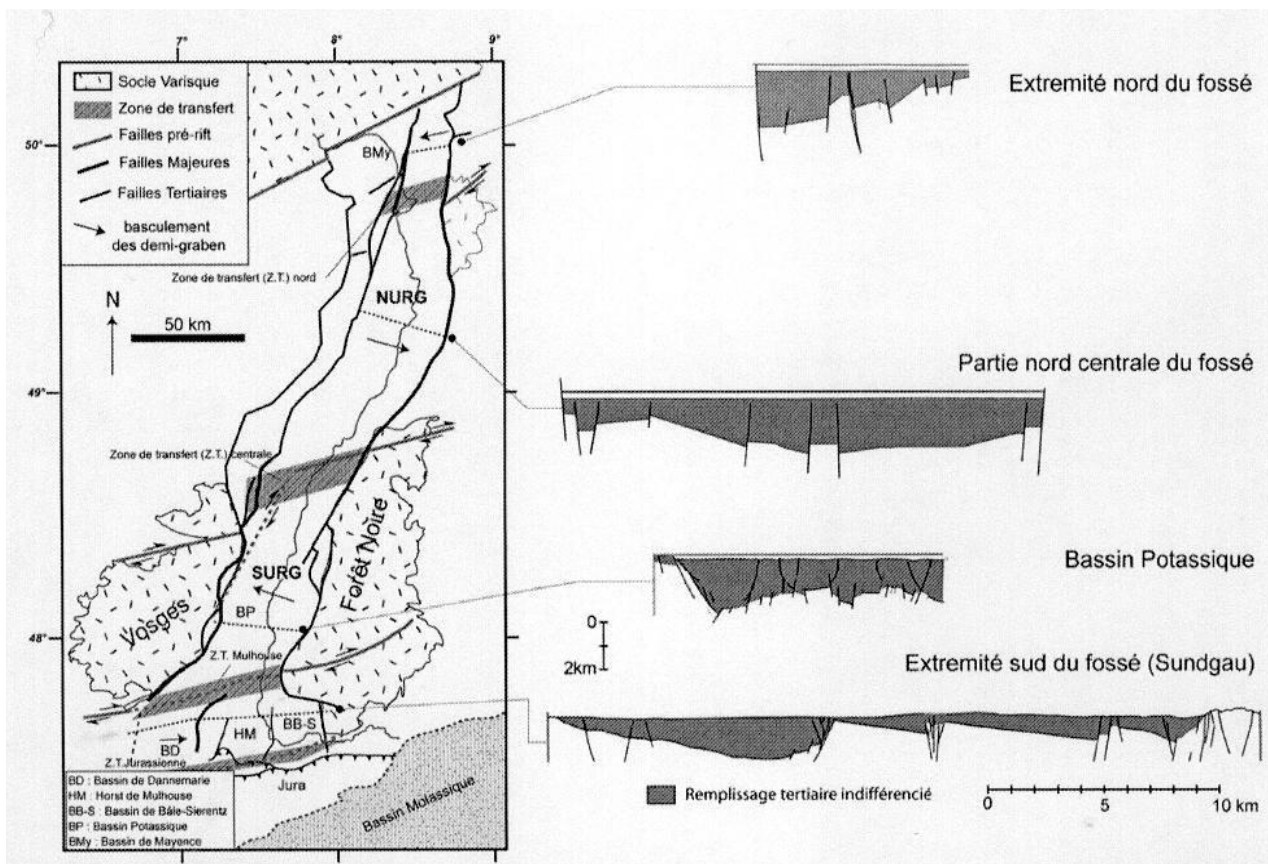 7°
8°
9°
Socle Varisque
Zone de transfert
Failles pré-rift
Failles Majeures
Failles Tertiaires
basculement
des demi-graben
50°
49°
48°
N
50 km
BMy
Zone de transfert (Z.T.) nord
NURG
Zone de transfert (Z.T.) centrale
Vosges
SURG
Forêt Noire
BP
Z.T. Mulhouse
BD
HM
BB-S
Z.T.Jurassienne
Jura
Bassin Molassique
BD : Bassin de Dannemarie
HM : Horst de Mulhouse
BB-S : Bassin de Bâle-Sierentz
BP : Bassin Potassique
BMy : Bassin de Mayence
Extremité nord du fossé
Partie nord centrale du fossé
Bassin Potassique
0
2km
Extremité sud du fossé (Sundgau)
Remplissage tertiaire indifférencié
0 5 10 km